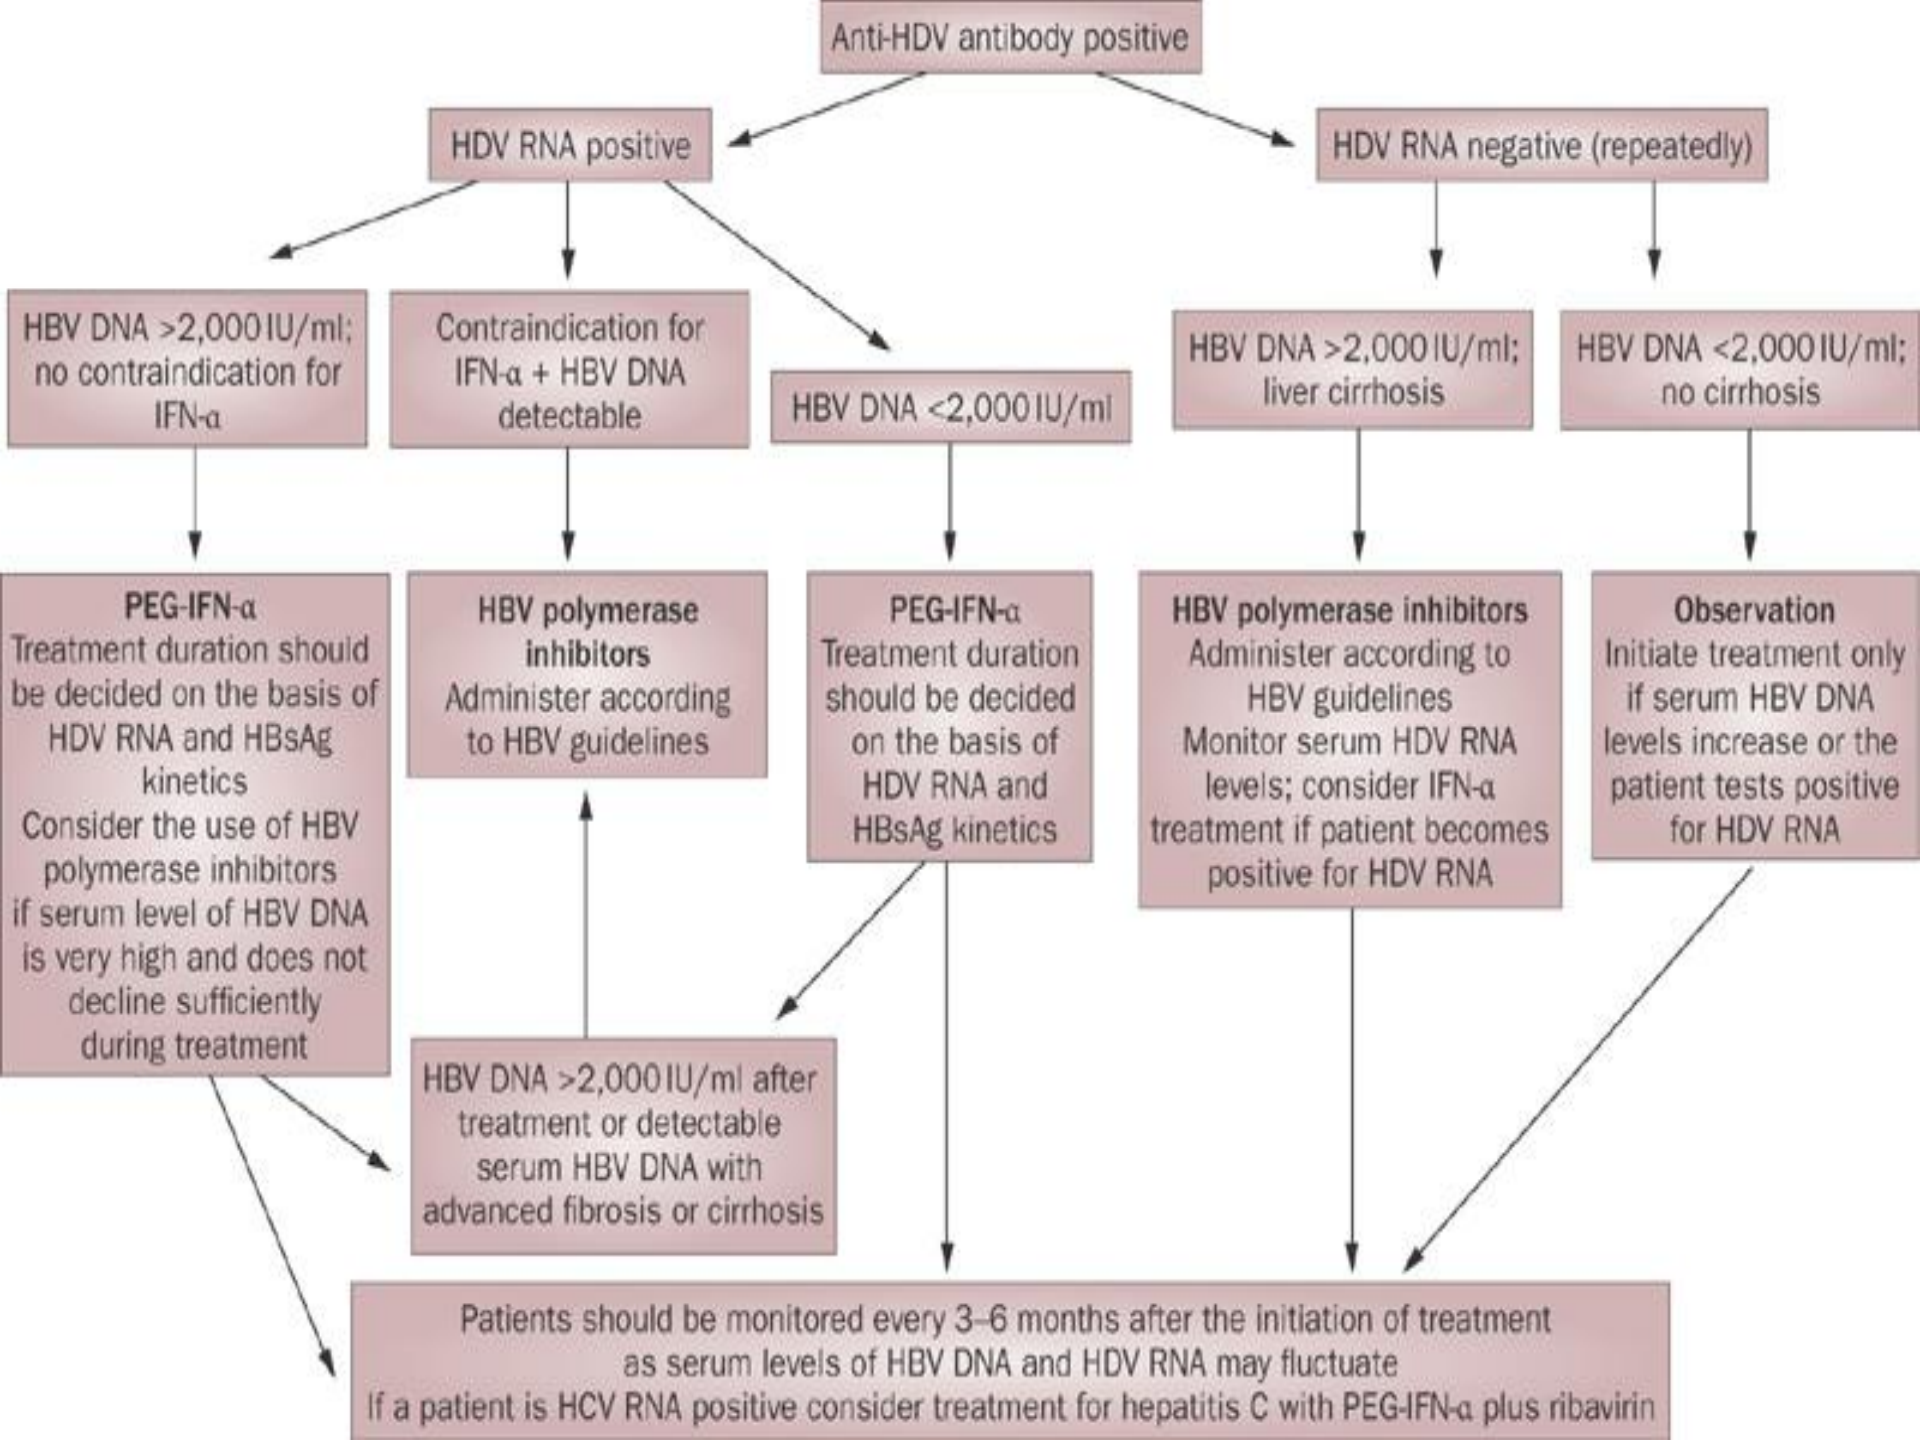 Anti-HDV antibody positive
HDV RNA positive
HDV RNA negative (repeatedly)
HBV DNA >2,000 IU/ml;
no contraindication for
IFN-α
Contraindication for
IFN-α + HBV DNA
detectable
HBV DNA <2,000 IU/ml
HBV DNA >2,000 IU/ml;
liver cirrhosis
HBV DNA <2,000 IU/ml;
no cirrhosis
PEG-IFN-α
Treatment duration should
be decided on the basis of
HDV RNA and HBsAg
kinetics
Consider the use of HBV
polymerase inhibitors
if serum level of HBV DNA
is very high and does not
decline sufficiently
during treatment
HBV polymerase
inhibitors
Administer according
to HBV guidelines
PEG-IFN-α
Treatment duration
should be decided
on the basis of
HDV RNA and
HBsAg kinetics
HBV polymerase inhibitors
Administer according to
HBV guidelines
Monitor serum HDV RNA
levels; consider IFN-α
treatment if patient becomes
positive for HDV RNA
Observation
Initiate treatment only
if serum HBV DNA
levels increase or the
patient tests positive
for HDV RNA
HBV DNA >2,000 IU/ml after
treatment or detectable
serum HBV DNA with
advanced fibrosis or cirrhosis
Patients should be monitored every 3–6 months after the initiation of treatment
as serum levels of HBV DNA and HDV RNA may fluctuate
If a patient is HCV RNA positive consider treatment for hepatitis C with PEG-IFN-α plus ribavirin